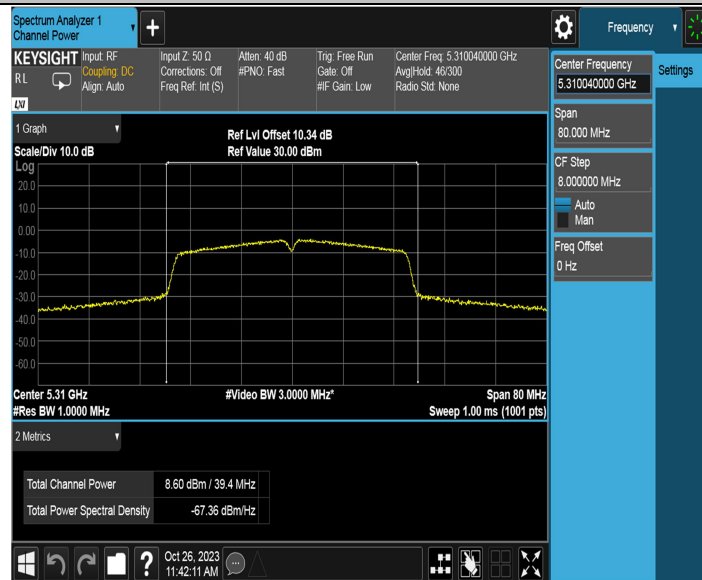 Spectrum Analyzer 1
Channel Power
+
Frequency
KEYSIGHT
RL
LXI
Input: RF
Coupling: DC
Align: Auto
Input Z: 50 Ω
Corrections: Off
Freq Ref: Int (S)
Atten: 40 dB
#PNO: Fast
Trig: Free Run
Gate: Off
#IF Gain: Low
Center Freq: 5.310040000 GHz
Avg|Hold: 46/300
Radio Std: None
Center Frequency
5.310040000 GHz
Settings
Span
80.000 MHz
CF Step
8.000000 MHz
Auto
Man
Freq Offset
0 Hz
1 Graph
Scale/Div 10.0 dB
Ref Lvl Offset 10.34 dB
Ref Value 30.00 dBm
Log
20.0
10.0
0.00
-10.0
-20.0
-30.0
-40.0
-50.0
-60.0
Center 5.31 GHz
#Video BW 3.0000 MHz*
Span 80 MHz
#Res BW 1.0000 MHz
Sweep 1.00 ms (1001 pts)
2 Metrics
Total Channel Power 8.60 dBm / 39.4 MHz
Total Power Spectral Density -67.36 dBm/Hz
?
Oct 26, 2023
11:42:11 AM